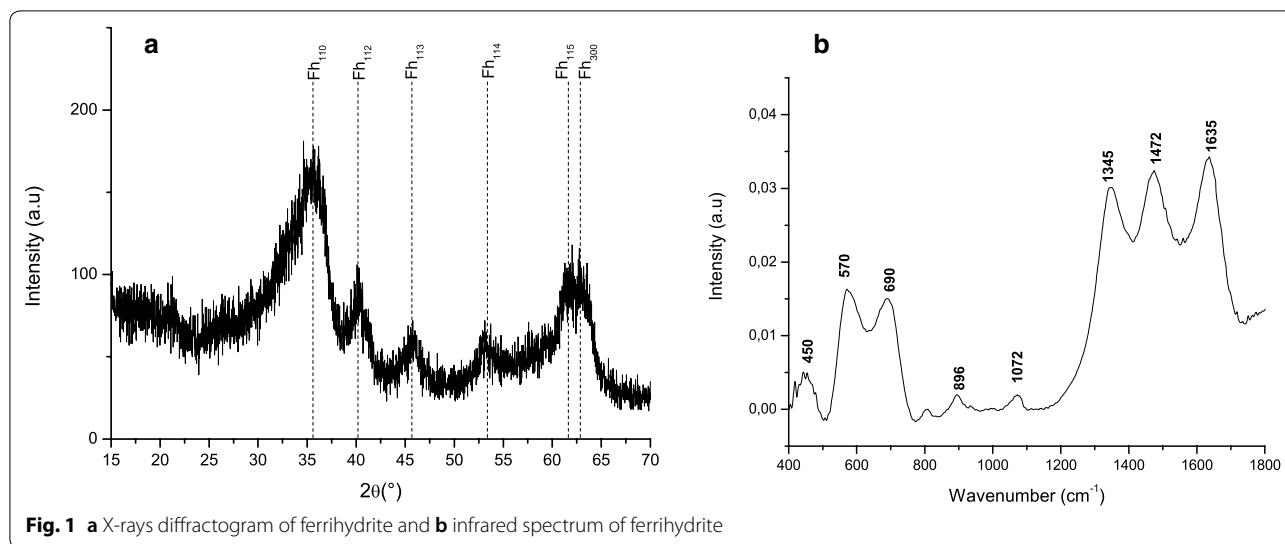 a
Fh110
Fh112
Fh113
Fh114
Fh115
Fh300
Intensity (a.u)
200
100
0
15 20 25 30 35 40 45 50 55 60 65 70
2θ(°)
b
Intensity (a.u)
0,04
0,03
0,02
0,01
0,00
450
570
690
896
1072
1345
1472
1635
400 600 800 1000 1200 1400 1600 1800
Wavenumber (cm-1)
Fig. 1 a X-rays diffractogram of ferrihydrite and b infrared spectrum of ferrihydrite